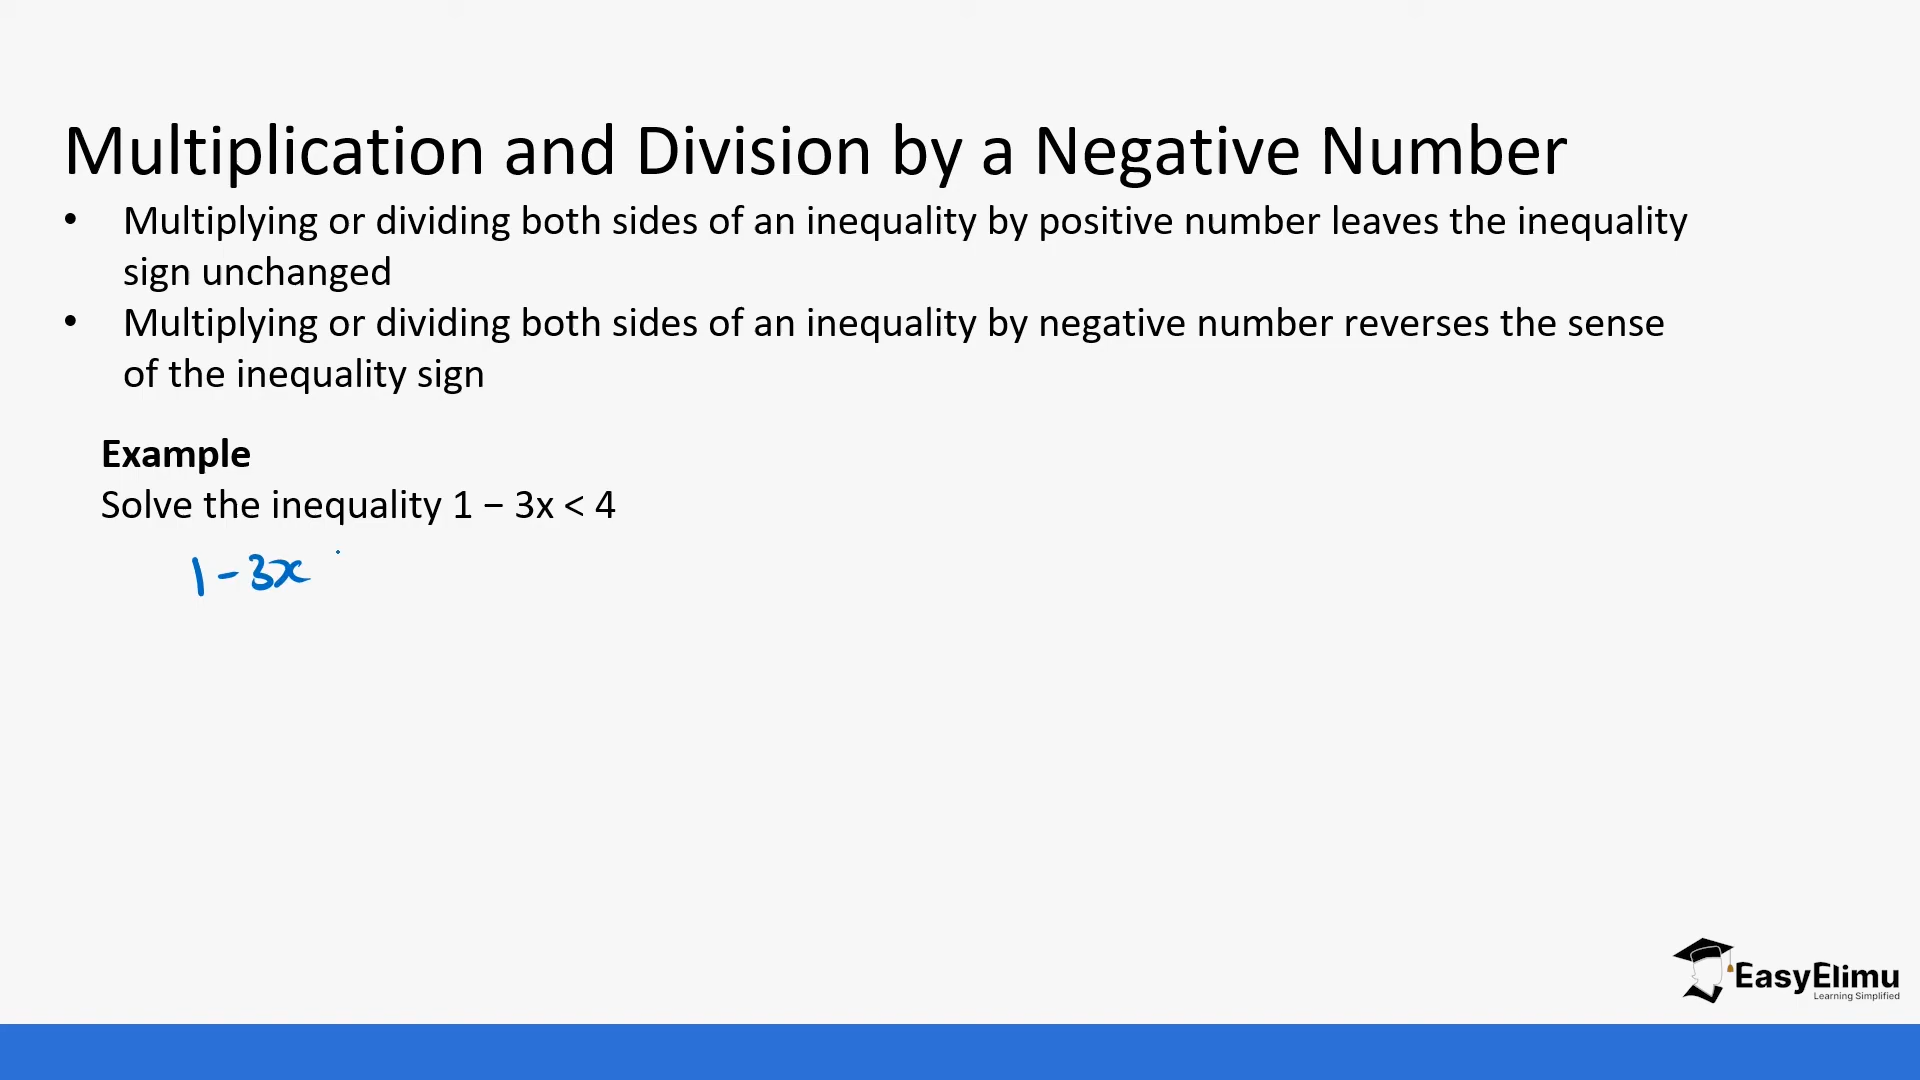 Multiplication and Division by a Negative Number
• Multiplying or dividing both sides of an inequality by positive number leaves the inequality
sign unchanged
• Multiplying or dividing both sides of an inequality by negative number reverses the sense
of the inequality sign
Example
Solve the inequality 1 − 3x < 4
1 - 3x
EasyElimu
Learning Simplified